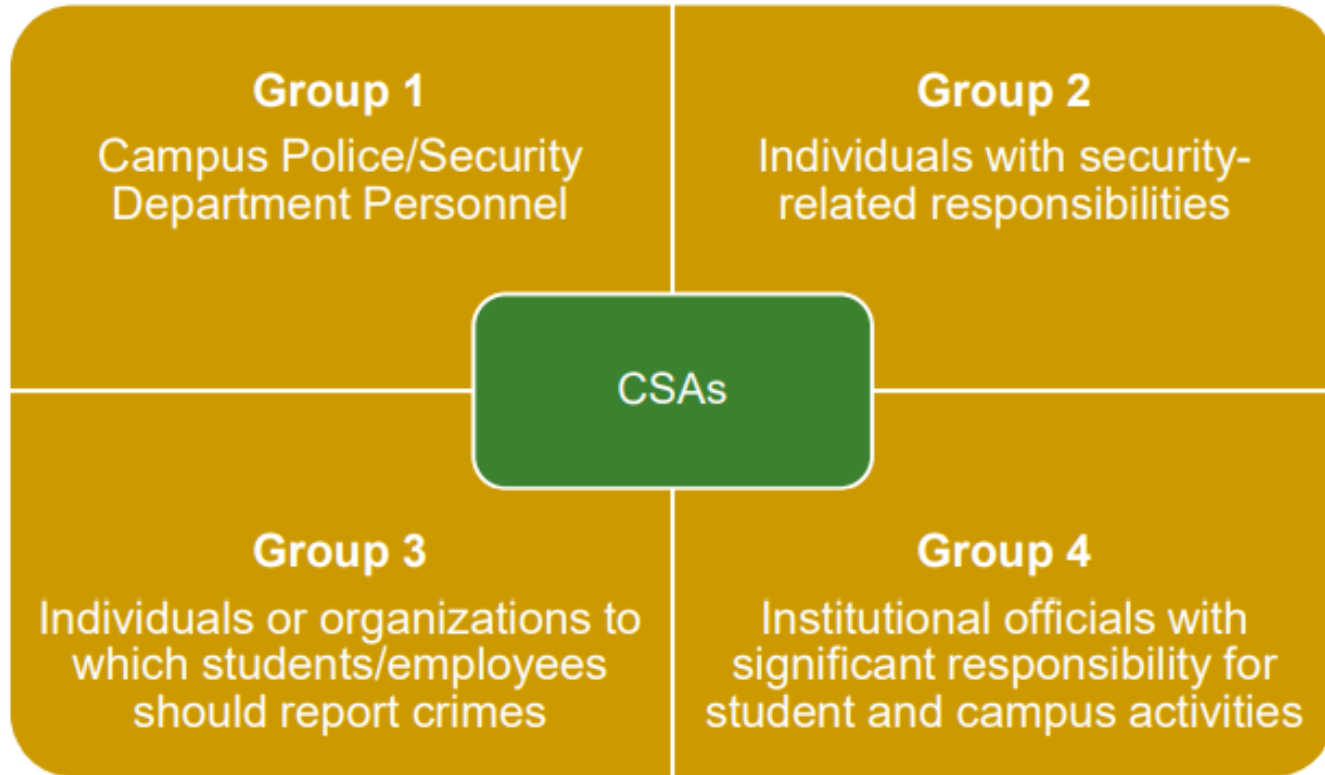 Group 1
Campus Police/Security
Department Personnel
Group 2
Individuals with security-
related responsibilities
CSAs
Group 3
Individuals or organizations to
which students/employees
should report crimes
Group 4
Institutional officials with
significant responsibility for
student and campus activities